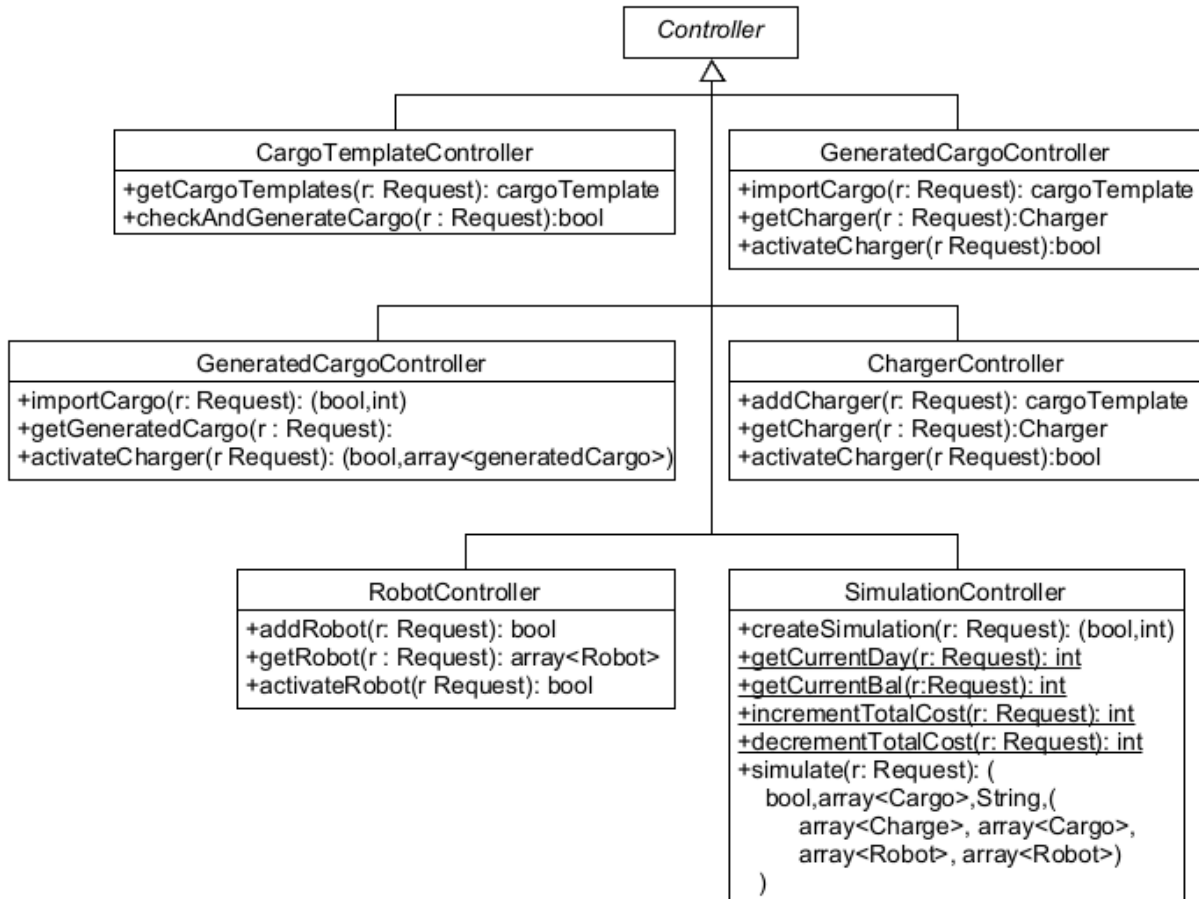 Controller
CargoTemplateController
+getCargoTemplates(r: Request): cargoTemplate
+checkAndGenerateCargo(r : Request):bool
GeneratedCargoController
+importCargo(r: Request): cargoTemplate
+getCharger(r : Request):Charger
+activateCharger(r Request):bool
GeneratedCargoController
+importCargo(r: Request): (bool,int)
+getGeneratedCargo(r : Request):
+activateCharger(r Request): (bool,array<generatedCargo>)
ChargerController
+addCharger(r: Request): cargoTemplate
+getCharger(r : Request):Charger
+activateCharger(r Request):bool
RobotController
+addRobot(r: Request): bool
+getRobot(r : Request): array<Robot>
+activateRobot(r Request): bool
SimulationController
+createSimulation(r: Request): (bool,int)
+getCurrentDay(r: Request): int
+getCurrentBal(r:Request): int
+incrementTotalCost(r: Request): int
+decrementTotalCost(r: Request): int
+simulate(r: Request): (
bool,array<Cargo>,String,(
array<Charge>, array<Cargo>,
array<Robot>, array<Robot>)
)